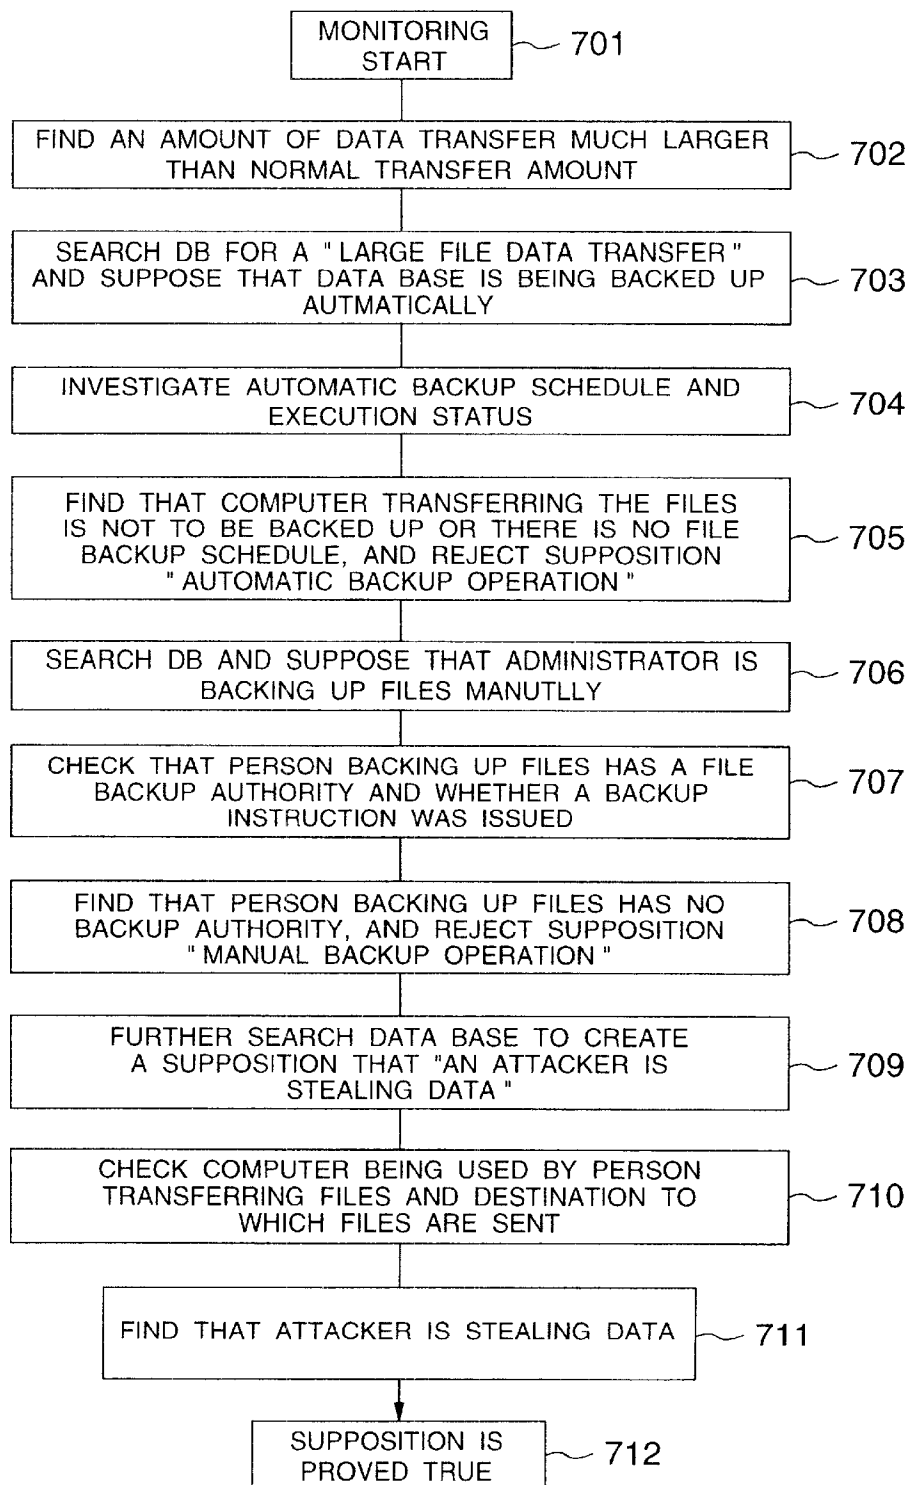 MONITORING
START
701
FIND AN AMOUNT OF DATA TRANSFER MUCH LARGER
THAN NORMAL TRANSFER AMOUNT
702
SEARCH DB FOR A "LARGE FILE DATA TRANSFER"
AND SUPPOSE THAT DATA BASE IS BEING BACKED UP
AUTMATICALLY
703
INVESTIGATE AUTOMATIC BACKUP SCHEDULE AND
EXECUTION STATUS
704
FIND THAT COMPUTER TRANSFERRING THE FILES
IS NOT TO BE BACKED UP OR THERE IS NO FILE
BACKUP SCHEDULE, AND REJECT SUPPOSITION
"AUTOMATIC BACKUP OPERATION"
705
SEARCH DB AND SUPPOSE THAT ADMINISTRATOR IS
BACKING UP FILES MANUTLLY
706
CHECK THAT PERSON BACKING UP FILES HAS A FILE
BACKUP AUTHORITY AND WHETHER A BACKUP
INSTRUCTION WAS ISSUED
707
FIND THAT PERSON BACKING UP FILES HAS NO
BACKUP AUTHORITY, AND REJECT SUPPOSITION
"MANUAL BACKUP OPERATION"
708
FURTHER SEARCH DATA BASE TO CREATE
A SUPPOSITION THAT "AN ATTACKER IS
STEALING DATA"
709
CHECK COMPUTER BEING USED BY PERSON
TRANSFERRING FILES AND DESTINATION TO
WHICH FILES ARE SENT
710
FIND THAT ATTACKER IS STEALING DATA
711
SUPPOSITION IS
PROVED TRUE
712